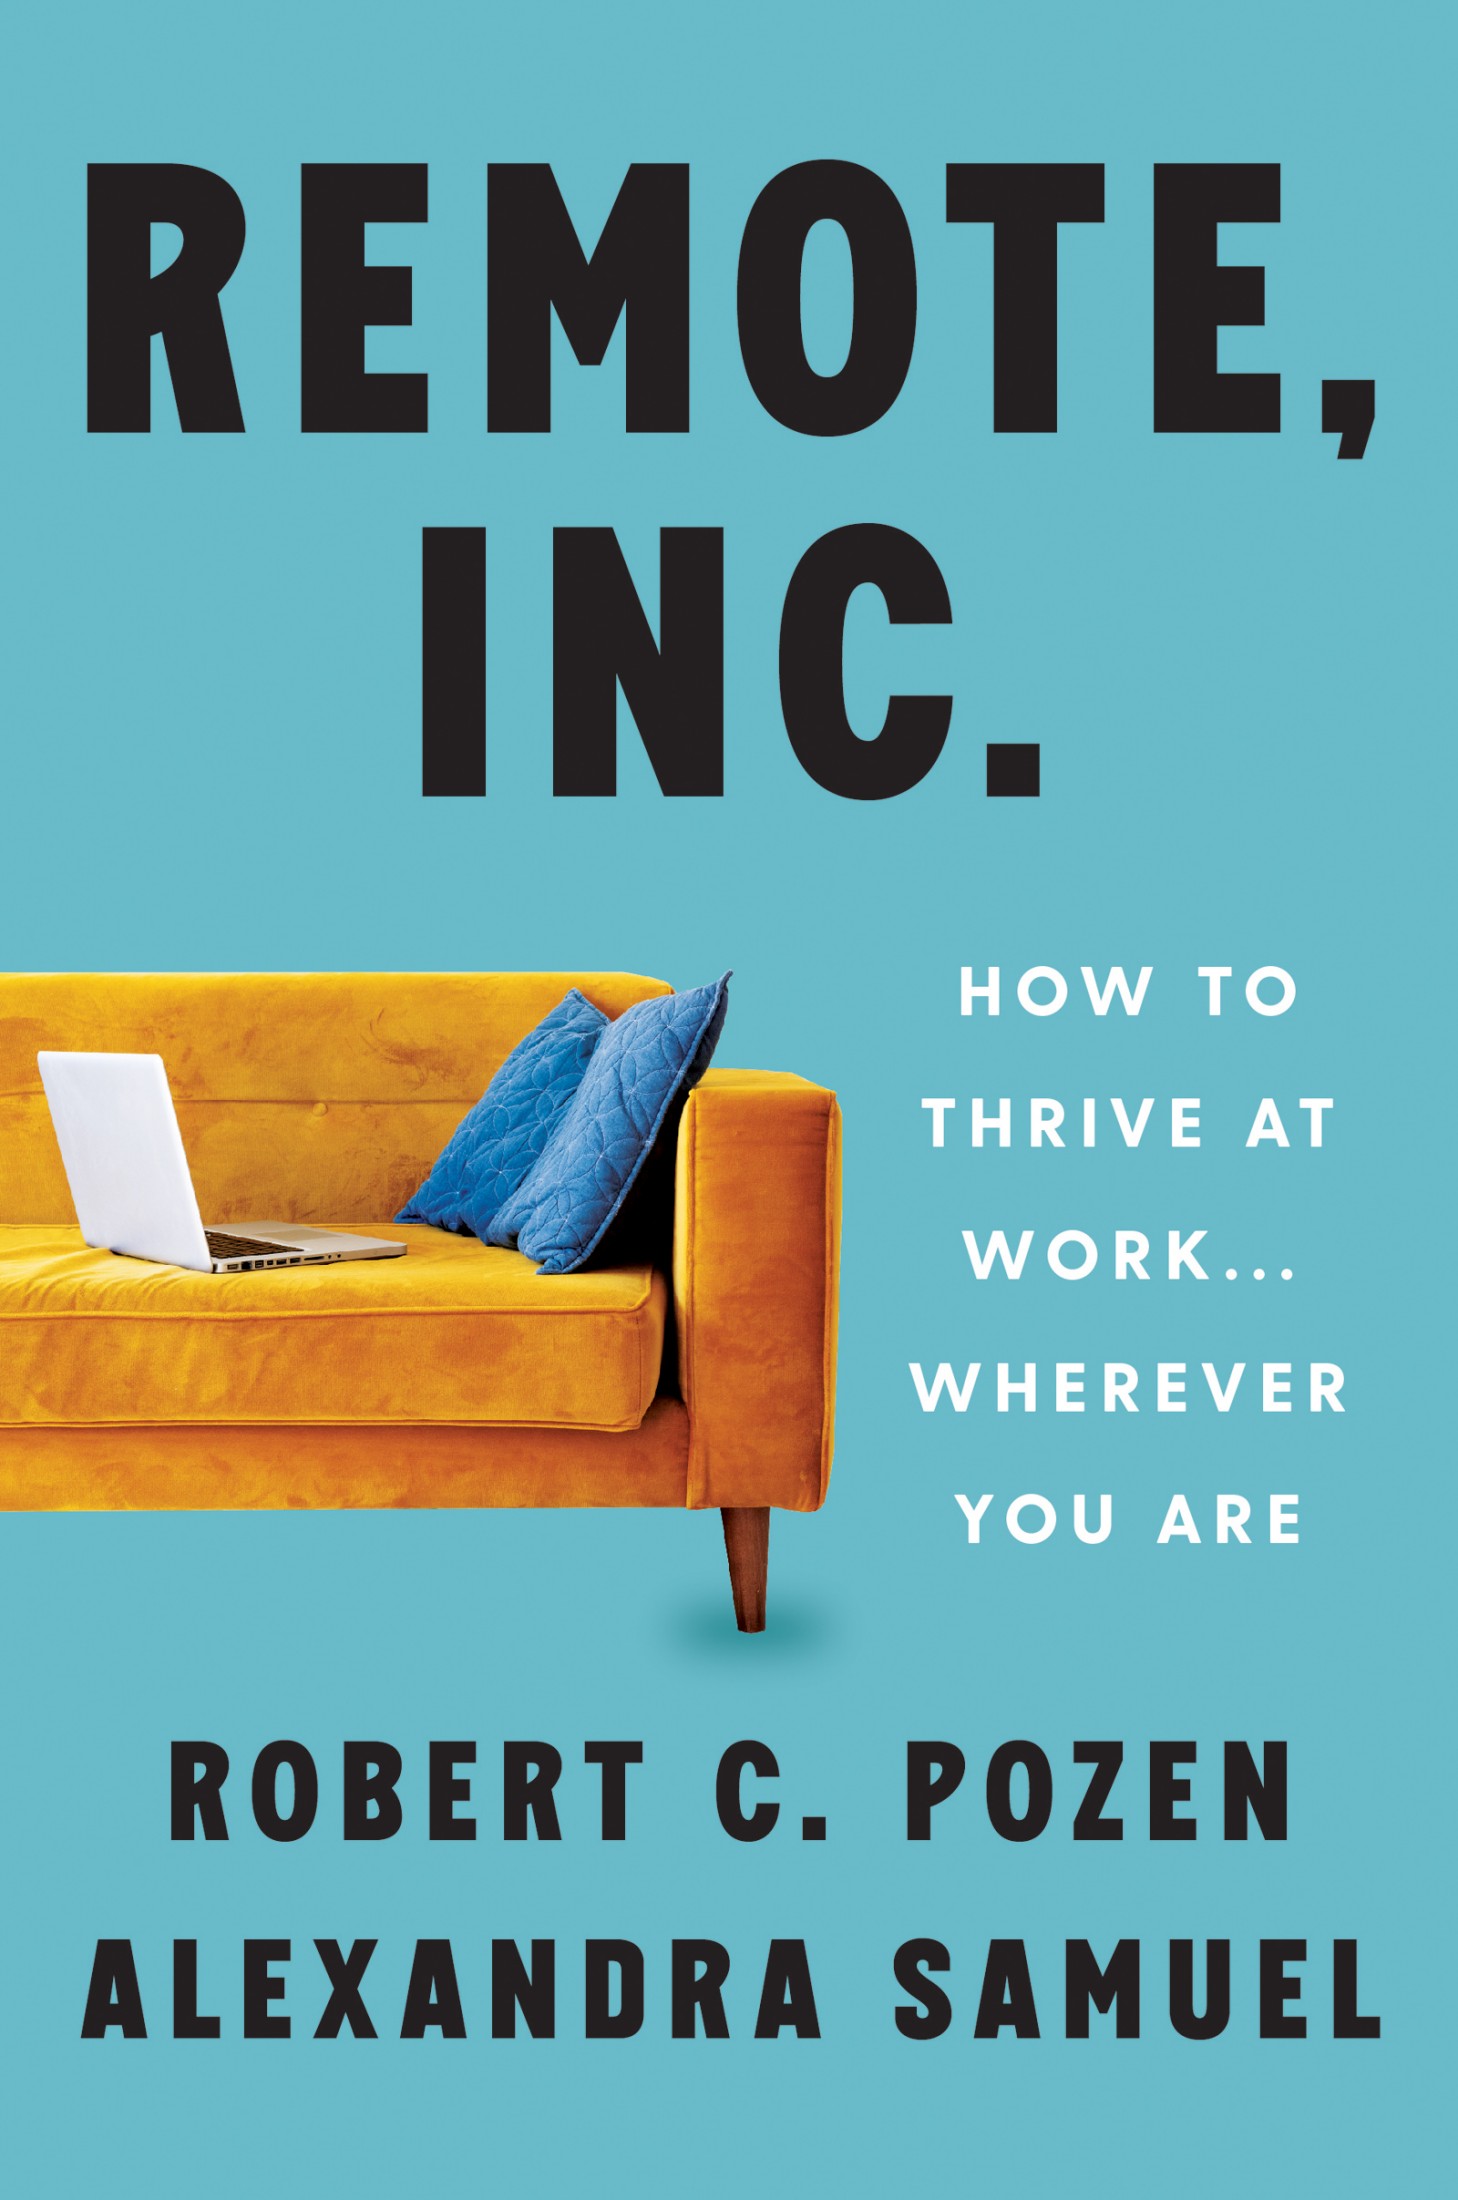 REMOTE,
INC.
HOW TO
THRIVE AT
WORK...
WHEREVER
YOU ARE
ROBERT C. POZEN
ALEXANDRA SAMUEL